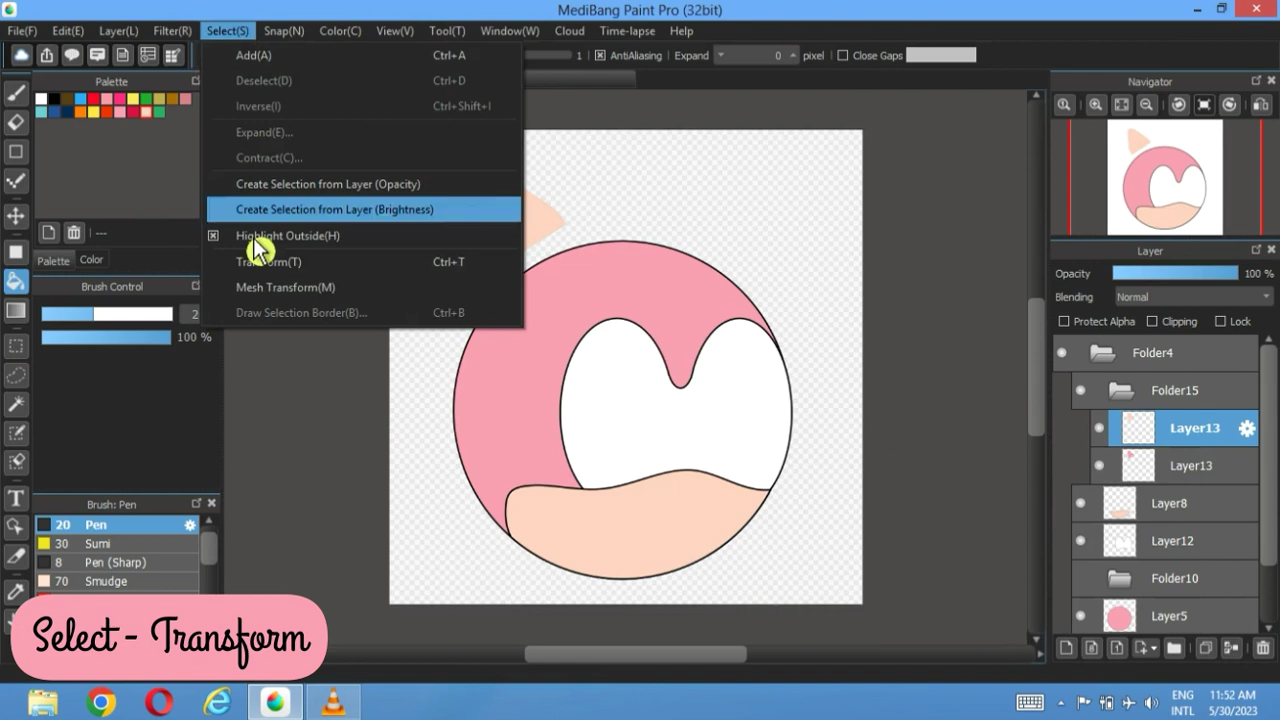 MediBang Paint Pro (32bit)
File(F) Edit(E) Layer(L) Filter(R) Select(S) Snap(N) Color(C) View(V) Tool(T) Window(W) Cloud Time-lapse Help
1 AntiAliasing Expand 0 pixel Close Gaps
Palette
Add(A) Ctrl+A
Deselect(D) Ctrl+D
Inverse(I) Ctrl+Shift+I
Expand(E)...
Contract(C)...
Create Selection from Layer (Opacity)
Create Selection from Layer (Brightness)
Highlight Outside(H)
Transform(T) Ctrl+T
Mesh Transform(M)
Draw Selection Border(B)... Ctrl+B
---
Palette Color
Brush Control
2
100 %
Brush: Pen
20 Pen
30 Sumi
8 Pen (Sharp)
70 Smudge
Select - Transform
Navigator
Layer
Opacity 100 %
Blending Normal
Protect Alpha Clipping Lock
Folder4
Folder15
Layer13
Layer13
Layer8
Layer12
Folder10
Layer5
ENG
INTL
11:52 AM
5/30/2023